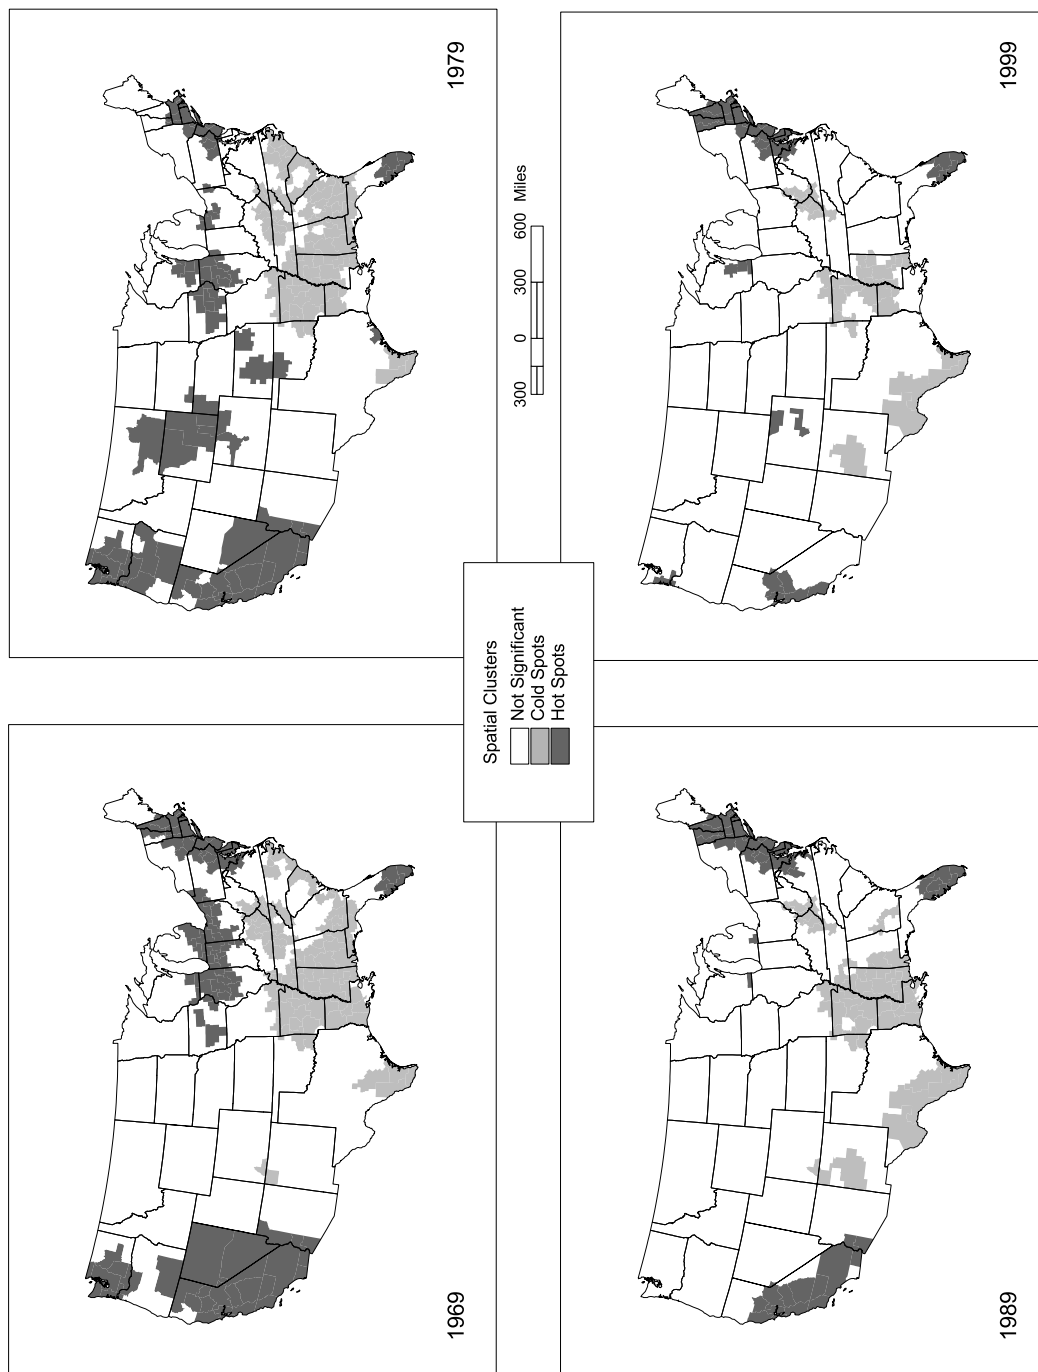 1969
1979
Spatial Clusters
Not Significant
Cold Spots
Hot Spots
300 0 300 600 Miles
1989
1999